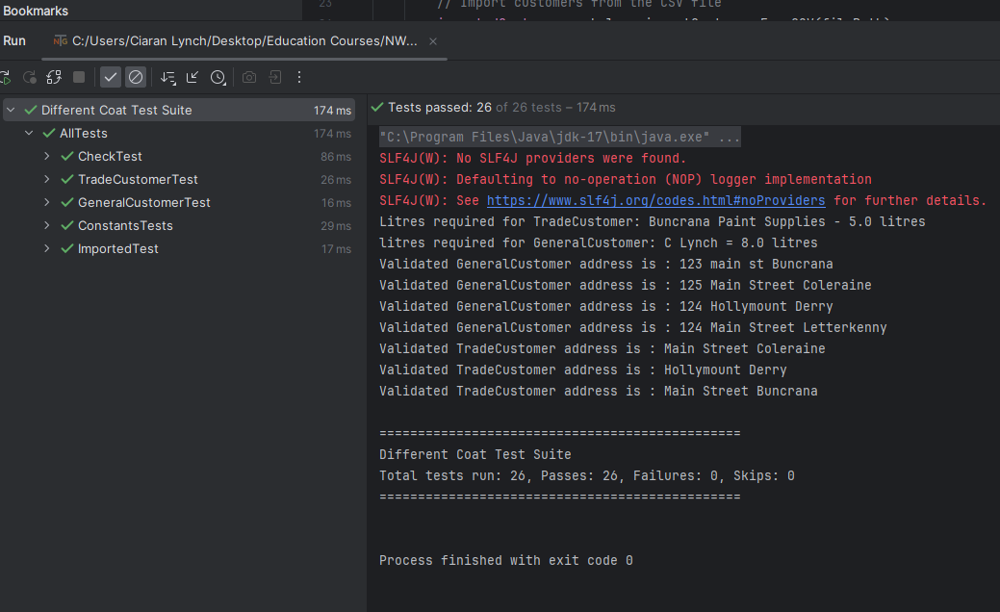 Bookmarks
23
// Import customers from the CSV file
Run
C:/Users/Ciaran Lynch/Desktop/Education Courses/NW...
Different Coat Test Suite 174 ms
AllTests 174 ms
CheckTest 86 ms
TradeCustomerTest 26 ms
GeneralCustomerTest 16 ms
ConstantsTests 29 ms
ImportedTest 17 ms
Tests passed: 26 of 26 tests – 174 ms
"C:\Program Files\Java\jdk-17\bin\java.exe" ...
SLF4J(W): No SLF4J providers were found.
SLF4J(W): Defaulting to no-operation (NOP) logger implementation
SLF4J(W): See https://www.slf4j.org/codes.html#noProviders for further details.
Litres required for TradeCustomer: Buncrana Paint Supplies - 5.0 litres
litres required for GeneralCustomer: C Lynch = 8.0 litres
Validated GeneralCustomer address is : 123 main st Buncrana
Validated GeneralCustomer address is : 125 Main Street Coleraine
Validated GeneralCustomer address is : 124 Hollymount Derry
Validated GeneralCustomer address is : 124 Main Street Letterkenny
Validated TradeCustomer address is : Main Street Coleraine
Validated TradeCustomer address is : Hollymount Derry
Validated TradeCustomer address is : Main Street Buncrana
===============================================
Different Coat Test Suite
Total tests run: 26, Passes: 26, Failures: 0, Skips: 0
===============================================
Process finished with exit code 0